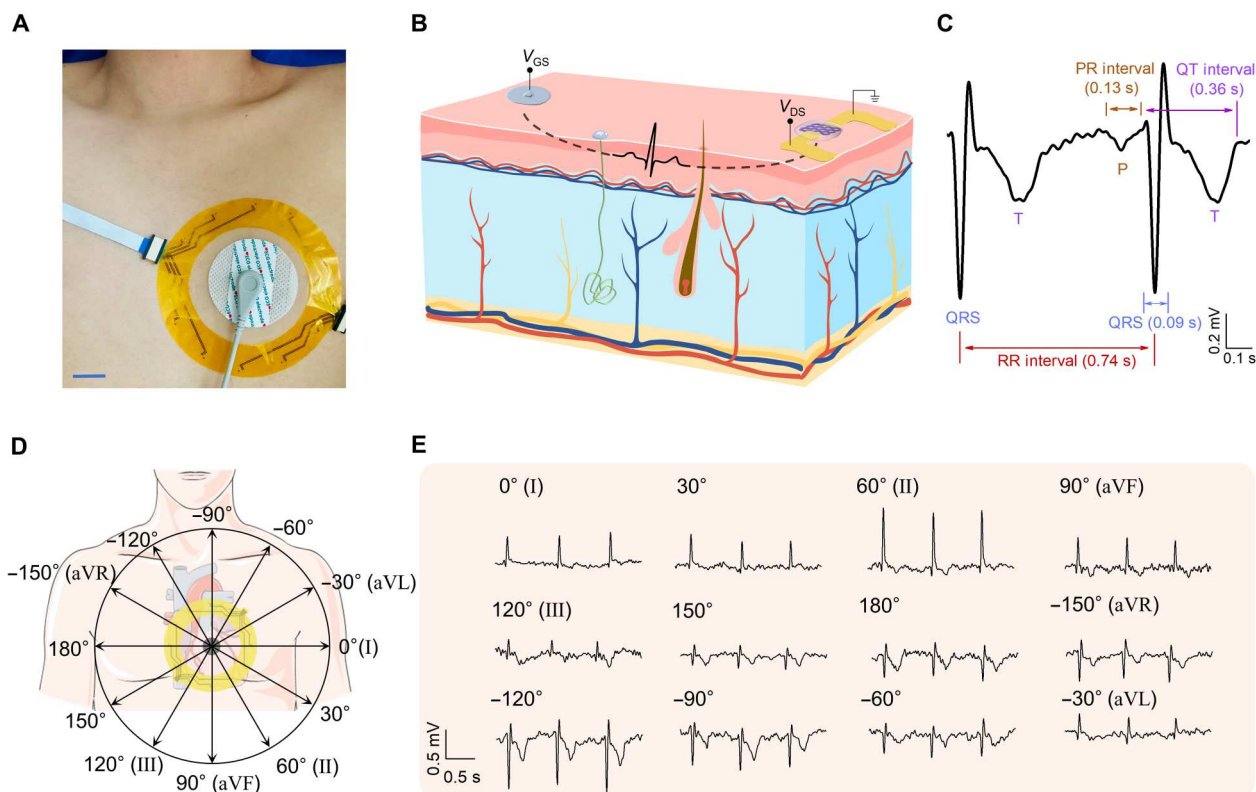 A
B
C
V_GS
V_DS
PR interval
(0.13 s)
QT interval
(0.36 s)
P
T
T
QRS
QRS (0.09 s)
RR interval (0.74 s)
0.2 mV
0.1 s
D
E
–90°
–120°
–60°
–150° (aVR)
–30° (aVL)
180°
0°(I)
150°
30°
120° (III)
60° (II)
90° (aVF)
0° (I)
30°
60° (II)
90° (aVF)
120° (III)
150°
180°
–150° (aVR)
–120°
–90°
–60°
–30° (aVL)
0.5 mV
0.5 s